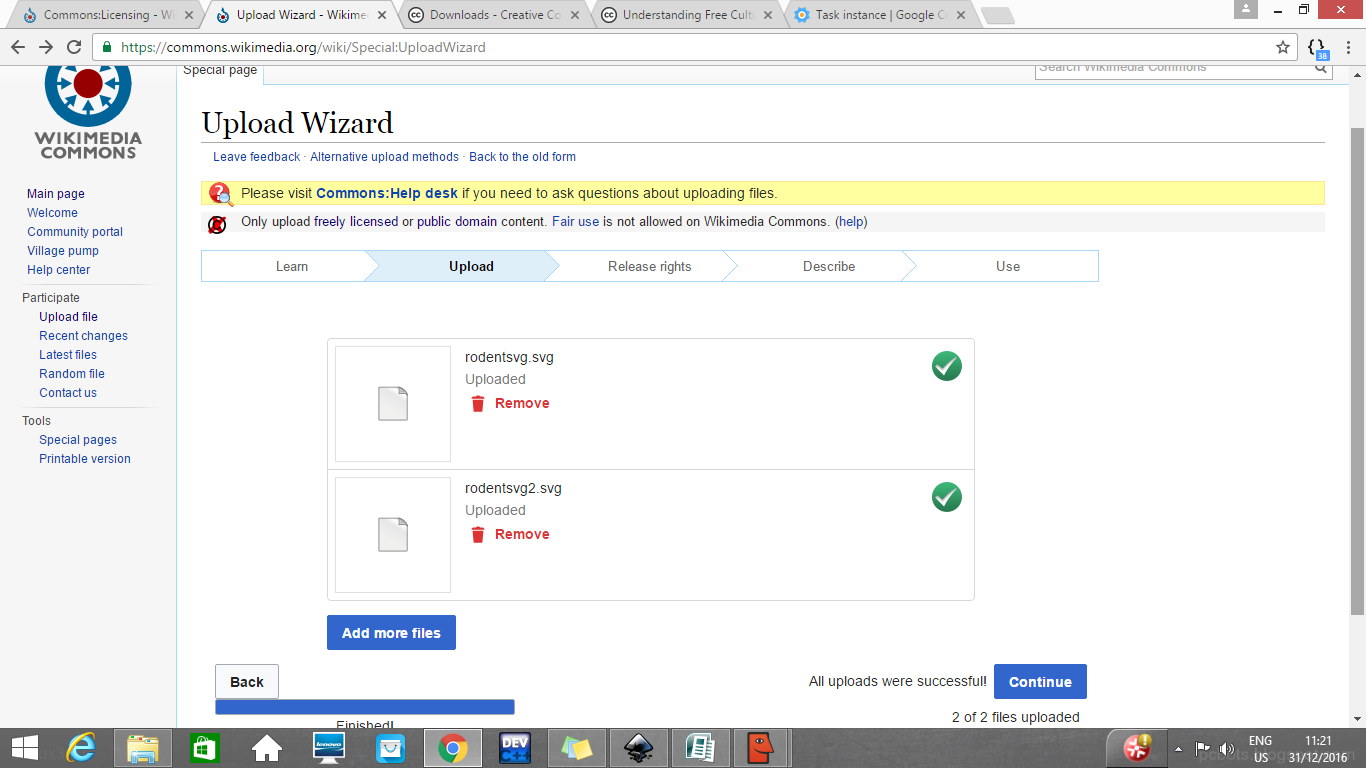 Commons:Licensing - Wi
Upload Wizard - Wikime
Downloads - Creative Co
Understanding Free Cult
Task instance | Google C
https://commons.wikimedia.org/wiki/Special:UploadWizard
38
Special page
Search Wikimedia Commons
WIKIMEDIA
COMMONS
Upload Wizard
Leave feedback · Alternative upload methods · Back to the old form
Please visit Commons:Help desk if you need to ask questions about uploading files.
Only upload freely licensed or public domain content. Fair use is not allowed on Wikimedia Commons. (help)
Main page
Welcome
Community portal
Village pump
Help center
Participate
Upload file
Recent changes
Latest files
Random file
Contact us
Tools
Special pages
Printable version
Learn
Upload
Release rights
Describe
Use
rodentsvg.svg
Uploaded
Remove
rodentsvg2.svg
Uploaded
Remove
Add more files
Back
All uploads were successful!
Continue
Finished!
2 of 2 files uploaded
lenovo
DEV
C++
ENG
US
11:21
31/12/2016